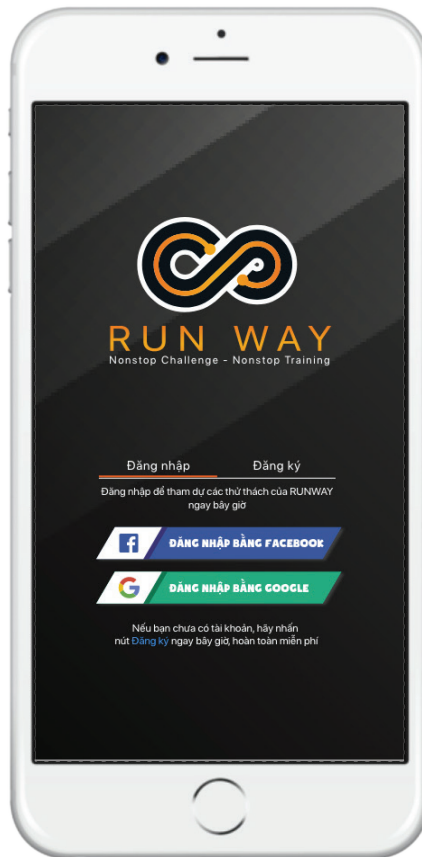 RUN WAY
Nonstop Challenge - Nonstop Training
Đăng nhập
Đăng ký
Đăng nhập để tham dự các thử thách của RUNWAY
ngay bây giờ
ĐĂNG NHẬP BẰNG FACEBOOK
ĐĂNG NHẬP BẰNG GOOGLE
Nếu bạn chưa có tài khoản, hãy nhấn
nút Đăng ký ngay bây giờ, hoàn toàn miễn phí